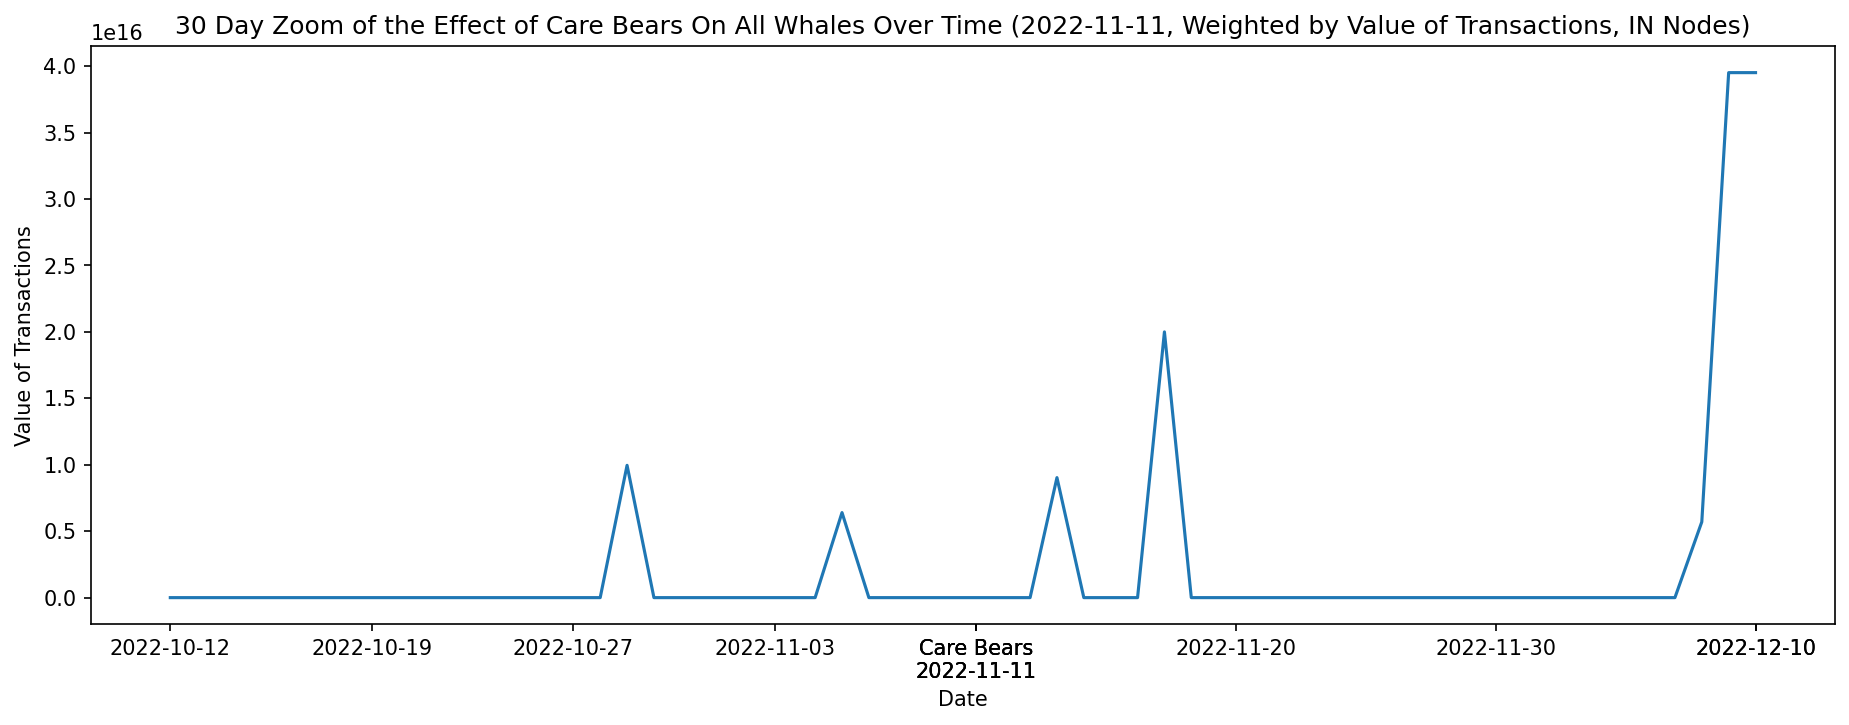 30 Day Zoom of the Effect of Care Bears On All Whales Over Time (2022-11-11, Weighted by Value of Transactions, IN Nodes)
1e16
4.0
3.5
3.0
2.5
2.0
1.5
1.0
0.5
0.0
Value of Transactions
2022-10-12 2022-10-19 2022-10-27 2022-11-03 Care Bears 2022-11-20 2022-11-30 2022-12-10
2022-11-11
Date